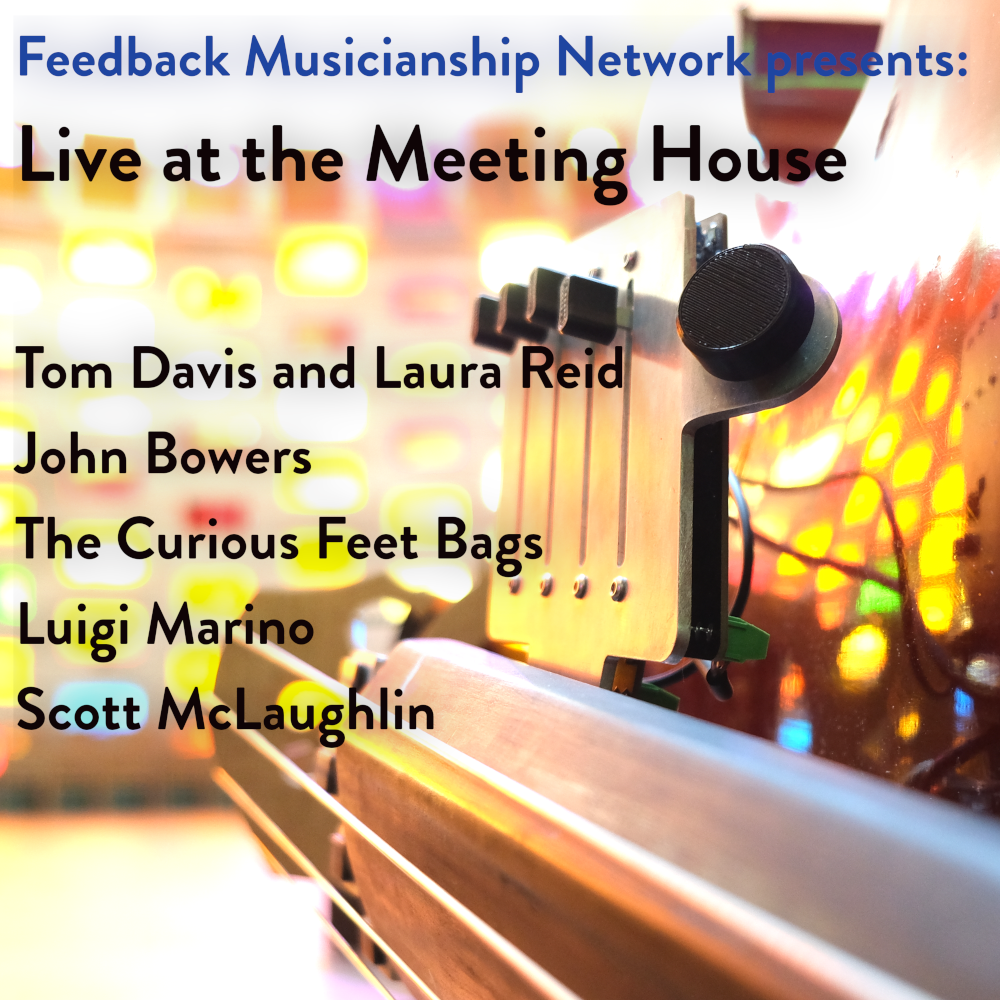 Feedback Musicianship Network presents:
Live at the Meeting House
Tom Davis and Laura Reid
John Bowers
The Curious Feet Bags
Luigi Marino
Scott McLaughlin